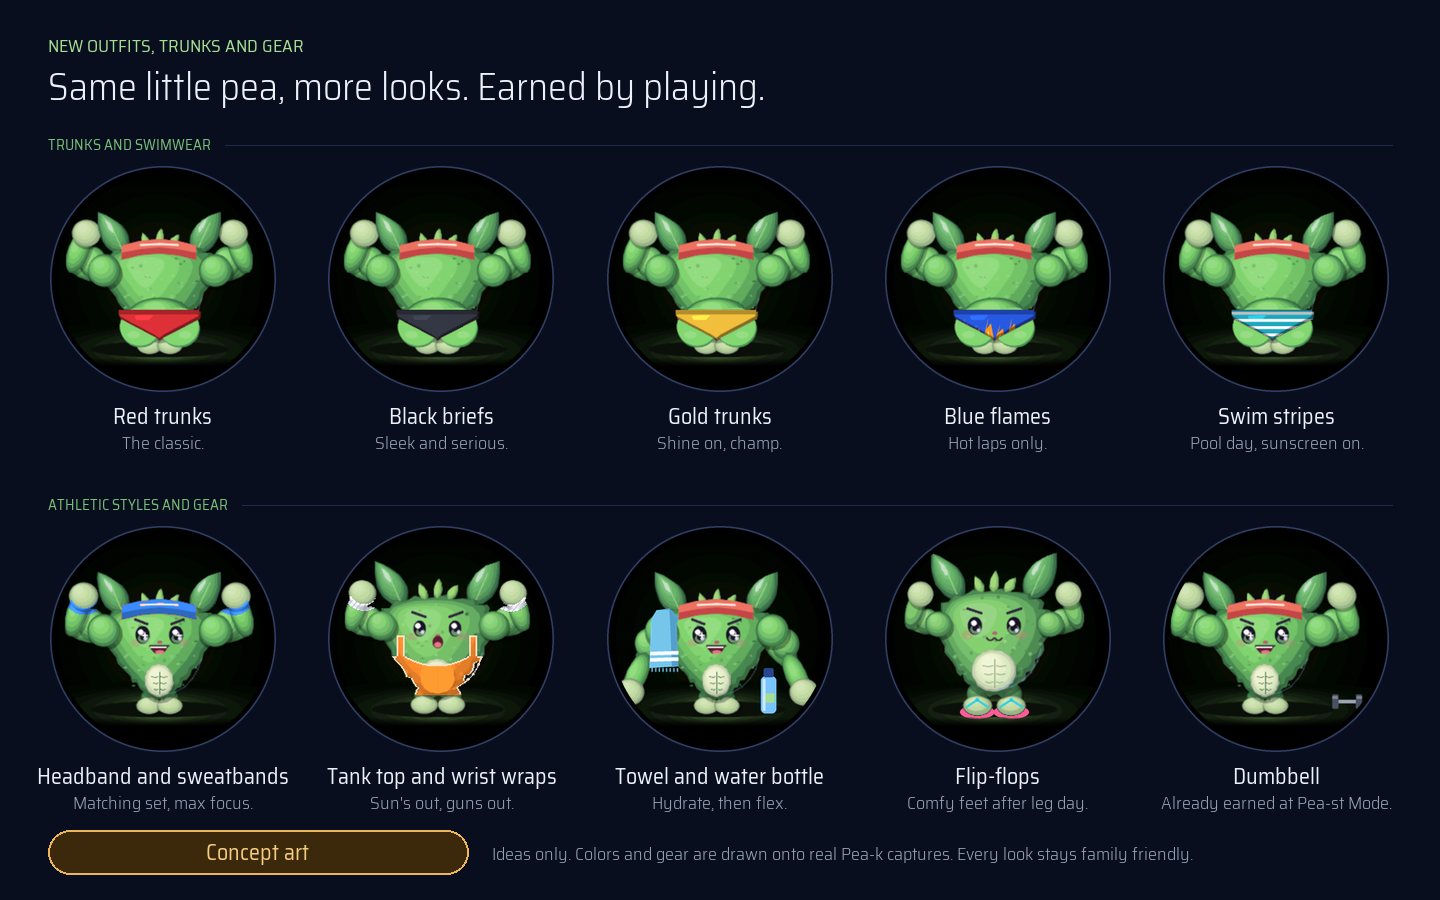 NEW OUTFITS, TRUNKS AND GEAR
Same little pea, more looks. Earned by playing.
TRUNKS AND SWIMWEAR
Red trunks
The classic.
Black briefs
Sleek and serious.
Gold trunks
Shine on, champ.
Blue flames
Hot laps only.
Swim stripes
Pool day, sunscreen on.
ATHLETIC STYLES AND GEAR
Headband and sweatbands
Matching set, max focus.
Tank top and wrist wraps
Sun's out, guns out.
Towel and water bottle
Hydrate, then flex.
Flip-flops
Comfy feet after leg day.
Dumbbell
Already earned at Pea-st Mode.
Concept art
Ideas only. Colors and gear are drawn onto real Pea-k captures. Every look stays family friendly.